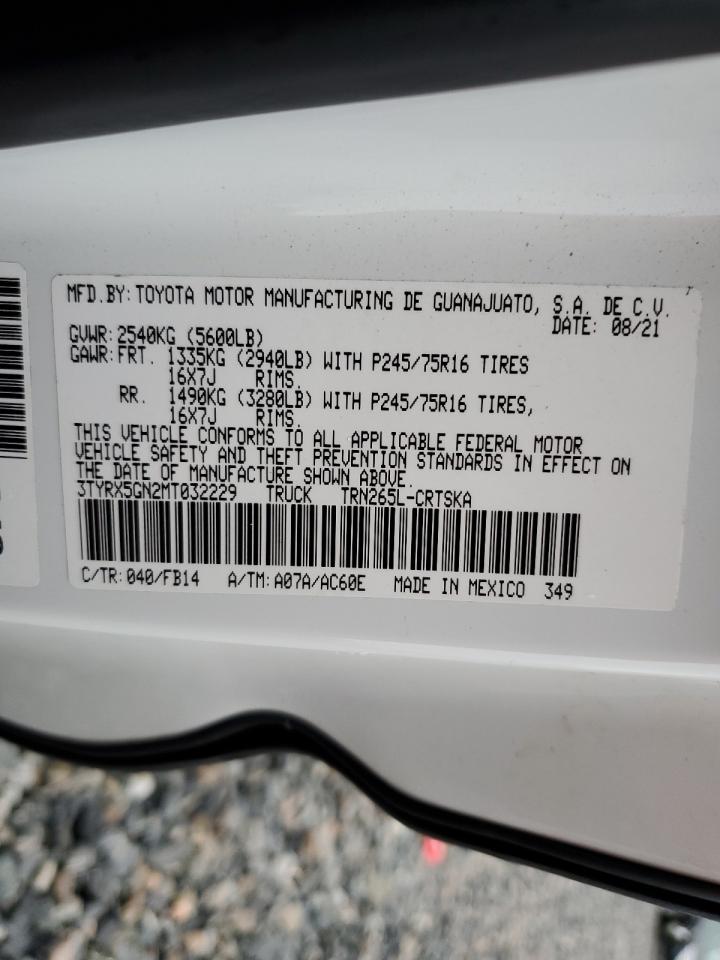 MFD.BY:TOYOTA MOTOR MANUFACTURING DE GUANAJUATO, S.A. DE C.V.
DATE: 08/21
GVWR:2540KG (5600LB)
GAWR:FRT. 1335KG (2940LB) WITH P245/75R16 TIRES
16X7J RIMS.
RR. 1490KG (3280LB) WITH P245/75R16 TIRES,
16X7J RIMS.
THIS VEHICLE CONFORMS TO ALL APPLICABLE FEDERAL MOTOR
VEHICLE SAFETY AND THEFT PREVENTION STANDARDS IN EFFECT ON
THE DATE OF MANUFACTURE SHOWN ABOVE.
3TYRX5GN2MT032229 TRUCK TRN265L-CRTSKA
C/TR:040/FB14 A/TM:A07A/AC60E MADE IN MEXICO 349